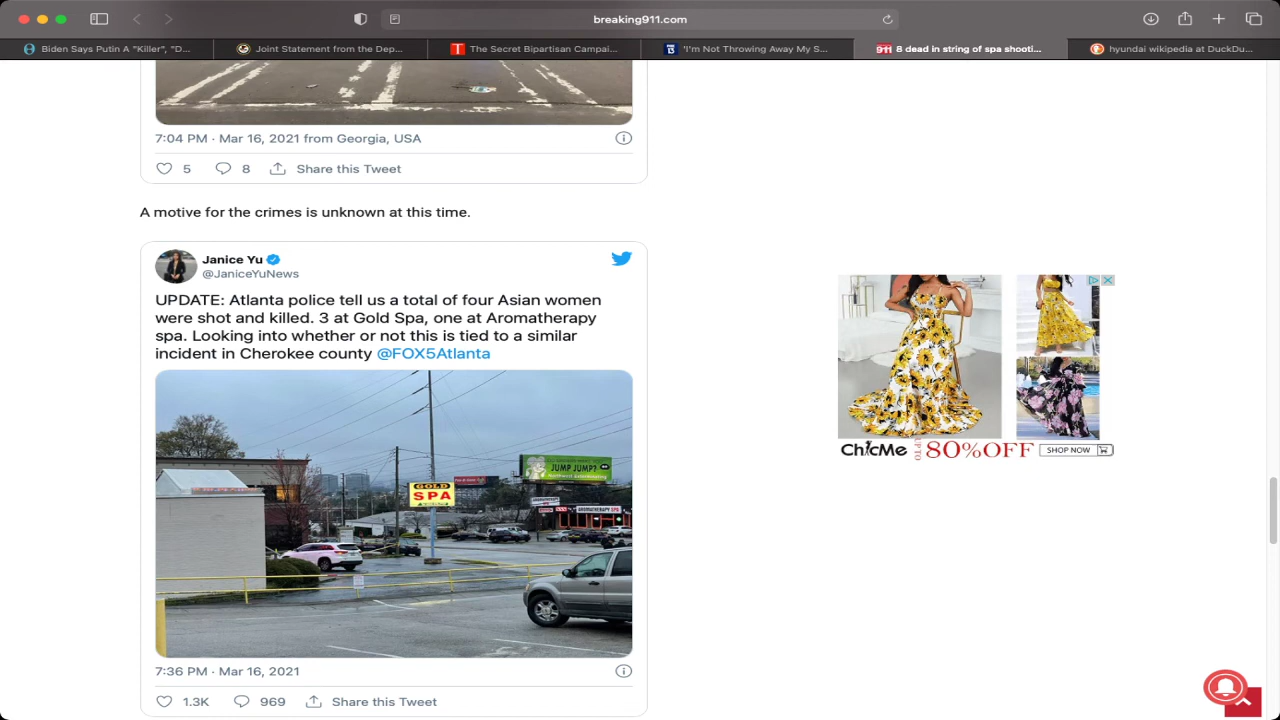 breaking911.com
Biden Says Putin A "Killer", "D...
Joint Statement from the Dep...
The Secret Bipartisan Campai...
'I'm Not Throwing Away My S...
911 8 dead in string of spa shooti...
hyundai wikipedia at DuckDu...
7:04 PM · Mar 16, 2021 from Georgia, USA
5 8 Share this Tweet
A motive for the crimes is unknown at this time.
Janice Yu
@JaniceYuNews
UPDATE: Atlanta police tell us a total of four Asian women
were shot and killed. 3 at Gold Spa, one at Aromatherapy
spa. Looking into whether or not this is tied to a similar
incident in Cherokee county @FOX5Atlanta
JUMP JUMP?
GOLD
SPA
AROMATHERAPY SPA
7:36 PM · Mar 16, 2021
1.3K 969 Share this Tweet
ChicMe UP TO 80% OFF SHOP NOW